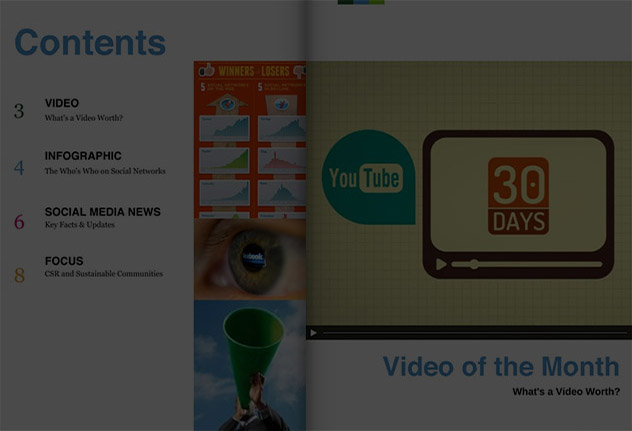 Contents
3 VIDEO
What's a Video Worth?
4 INFOGRAPHIC
The Who's Who on Social Networks
6 SOCIAL MEDIA NEWS
Key Facts & Updates
8 FOCUS
CSR and Sustainable Communities
WINNERS LOSERS
5 5
YouTube
30
DAYS
Video of the Month
What's a Video Worth?